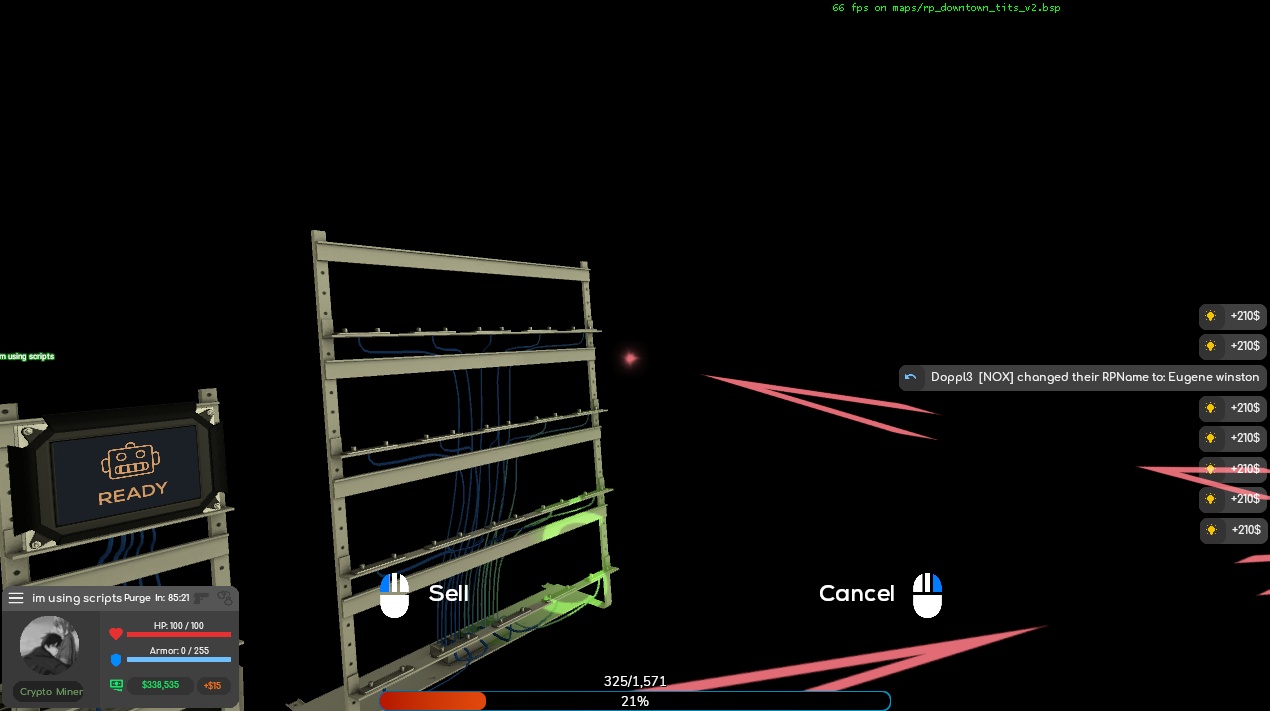 66 fps on maps/rp_downtown_tits_v2.bsp
+210$
+210$
m using scripts
Doppl3 [NOX] changed their RPName to: Eugene winston
+210$
+210$
+210$
+210$
+210$
READY
Sell
Cancel
im using scripts Purge In: 85:21
HP: 100 / 100
Armor: 0 / 255
$338,535
+$15
Crypto Miner
325/1,571
21%